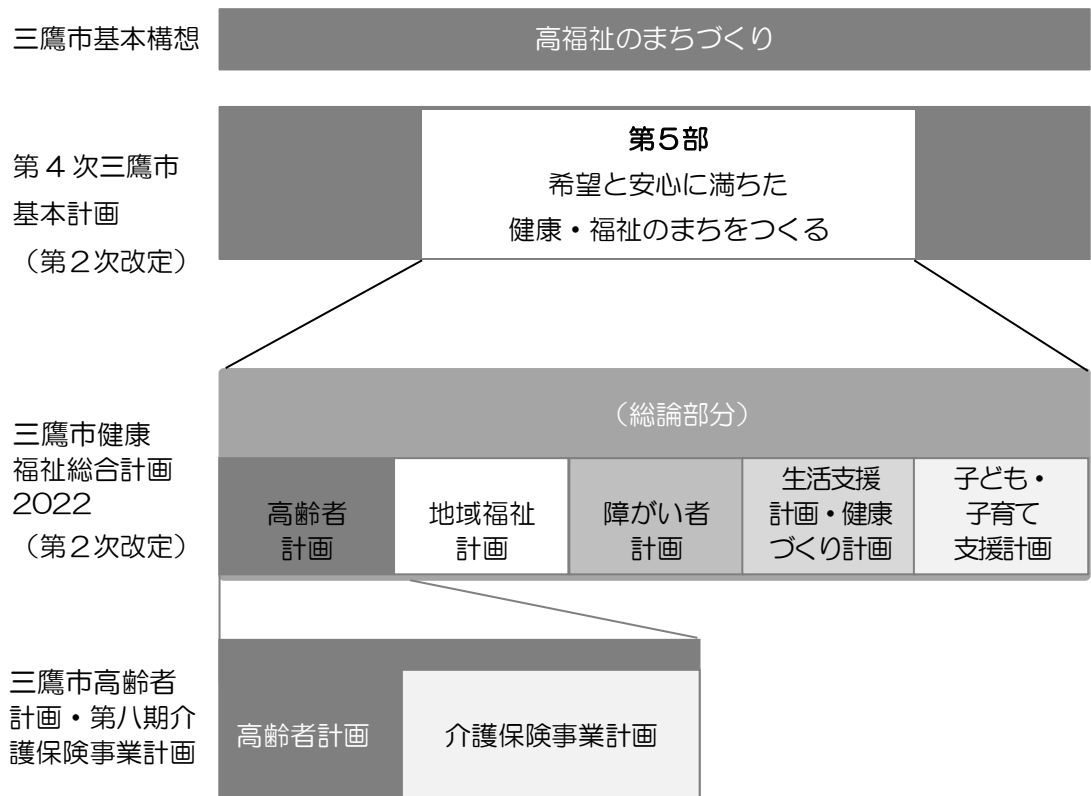 三鷹市基本構想
高福祉のまちづくり
第4次三鷹市
基本計画
（第2次改定）
第5部
希望と安心に満ちた
健康・福祉のまちをつくる
三鷹市健康
福祉総合計画
2022
（第2次改定）
（総論部分）
高齢者
計画
地域福祉
計画
障がい者
計画
生活支援
計画・健康
づくり計画
子ども・
子育て
支援計画
三鷹市高齢者
計画・第八期介
護保険事業計画
高齢者計画
介護保険事業計画